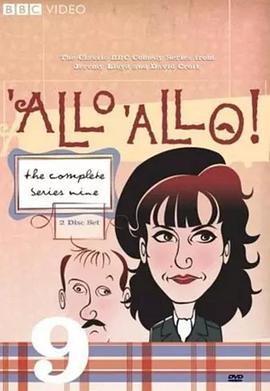 BBC VIDEO
The Classic BBC Comedy Series from
Jeremy Lloyd and David Croft
'ALLO 'ALLO!
the complete
series nine
2 Disc Set
9
DVD